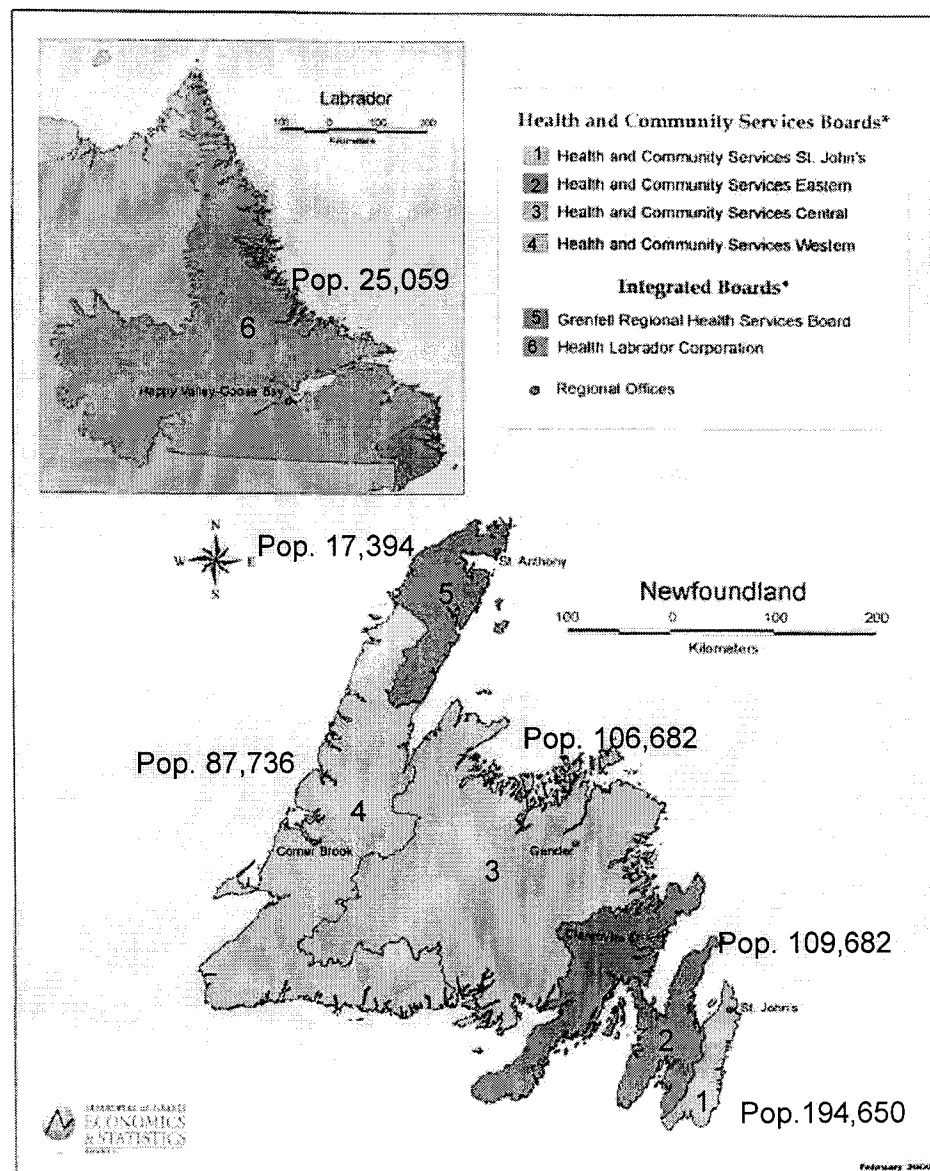 Labrador
100 0 100 200
Kilometers
Pop. 25,059
6
Happy Valley-Goose Bay
Health and Community Services Boards*
1 Health and Community Services St. John's
2 Health and Community Services Eastern
3 Health and Community Services Central
4 Health and Community Services Western
Integrated Boards*
5 Grenfell Regional Health Services Board
6 Health Labrador Corporation
Regional Offices
N
W E
S
Pop. 17,394
St. Anthony
5
Newfoundland
100 0 100 200
Kilometers
Pop. 106,682
Pop. 87,736
4
Corner Brook
Gander
3
Pop. 109,682
St. John's
2
1
Pop.194,650
ECONOMICS
& STATISTICS